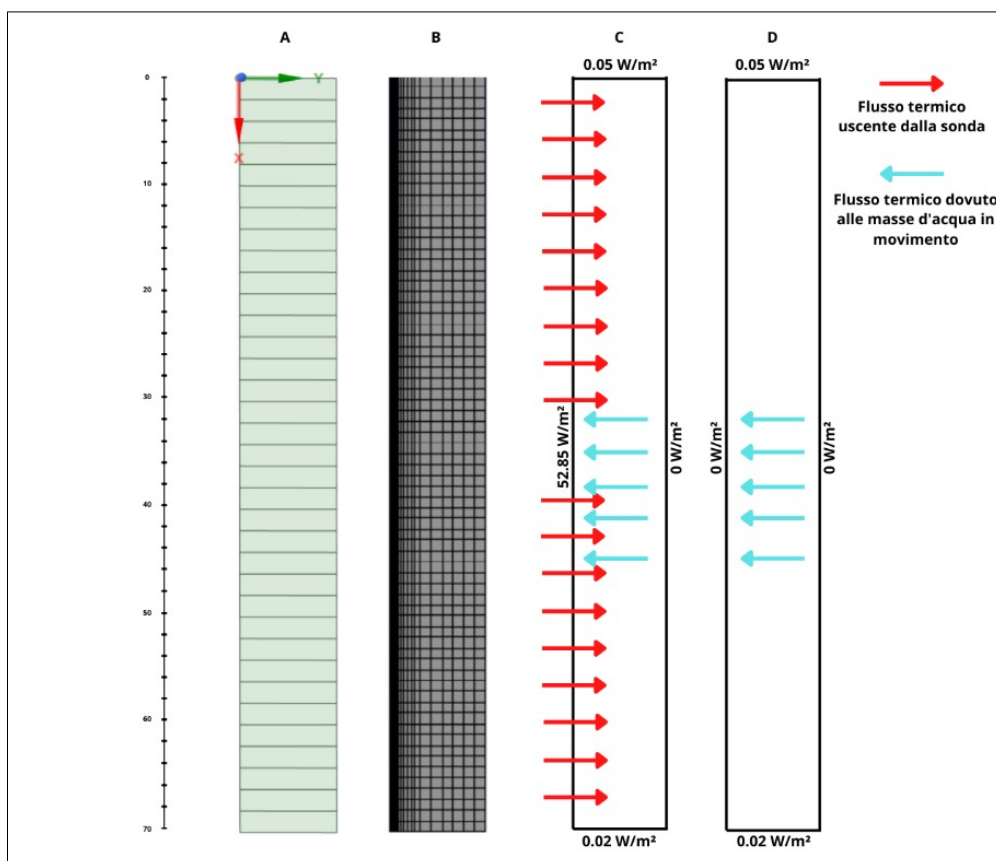 A
B
C
D
0.05 W/m²
0.05 W/m²
0
10
20
30
40
50
60
70
Y
X
52.85 W/m²
0 W/m²
0 W/m²
0 W/m²
0.02 W/m²
0.02 W/m²
Flusso termico
uscente dalla sonda
Flusso termico dovuto
alle masse d'acqua in
movimento